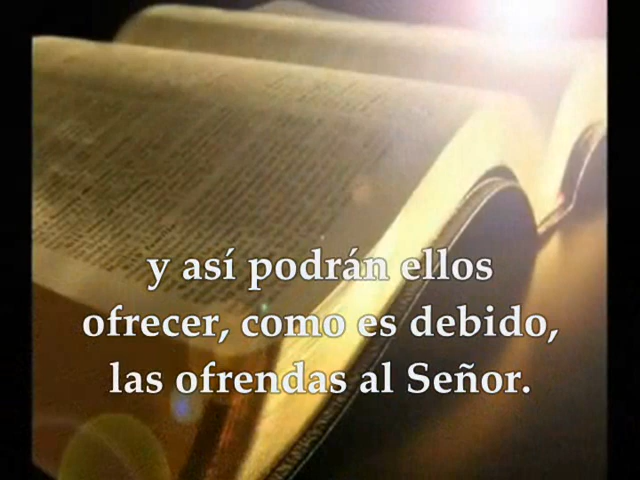 y así podrán ellos
ofrecer, como es debido,
las ofrendas al Señor.